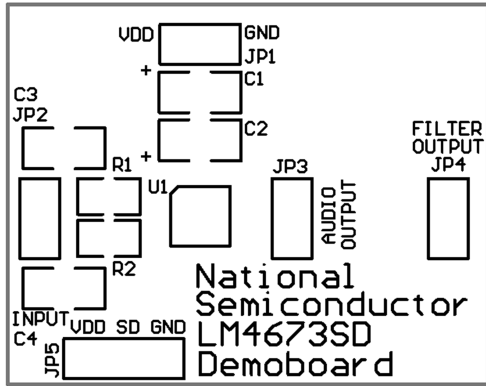 VDD GND
JP1
+ C1
C3
JP2
C2
+
FILTER
OUTPUT
R1 JP3 JP4
U1
AUDIO
OUTPUT
R2
National
Semiconductor
INPUT
C4 VDD SD GND LM4673SD
JP5 Demoboard